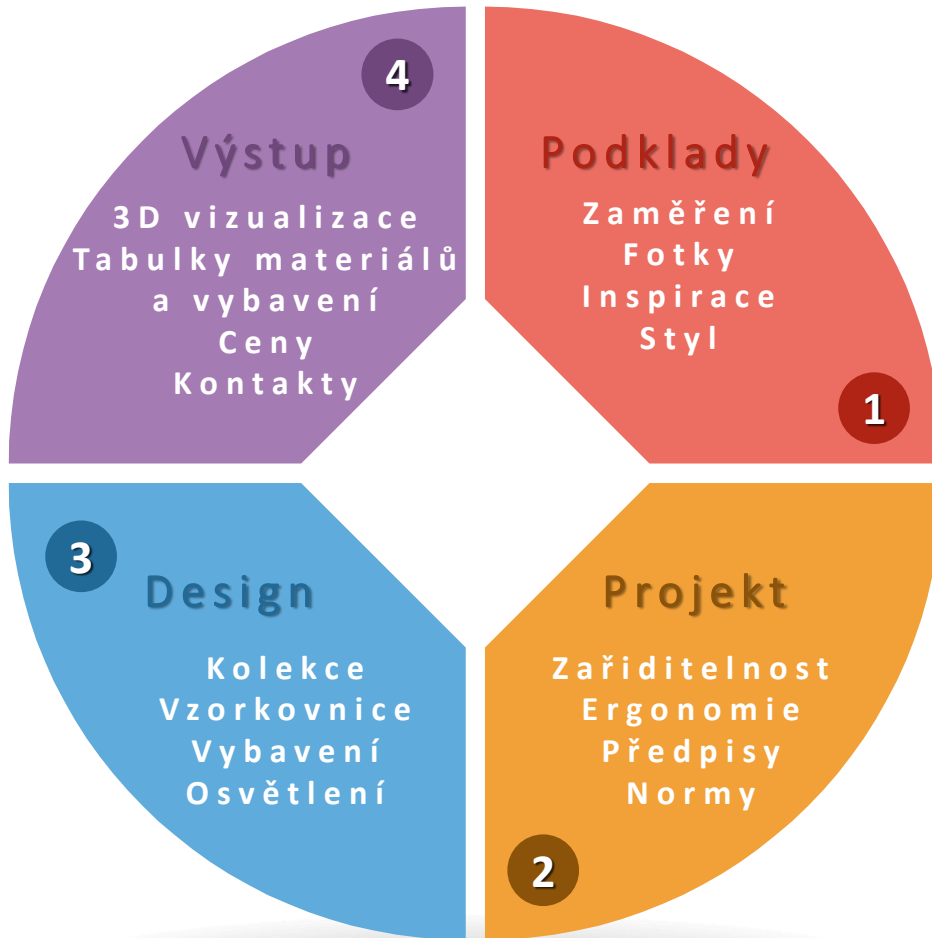 4
Výstup
3D vizualizace
Tabulky materiálů
a vybavení
Ceny
Kontakty
Podklady
Zaměření
Fotky
Inspirace
Styl
1
3
Design
Kolekce
Vzorkovnice
Vybavení
Osvětlení
Projekt
Zařiditelnost
Ergonomie
Předpisy
Normy
2